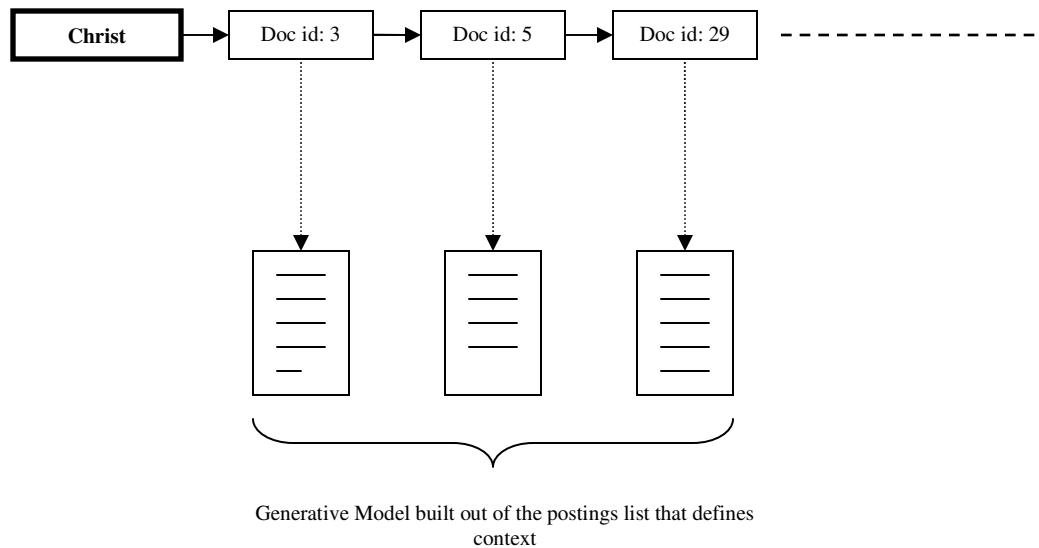 Christ
Doc id: 3
Doc id: 5
Doc id: 29
Generative Model built out of the postings list that defines
context